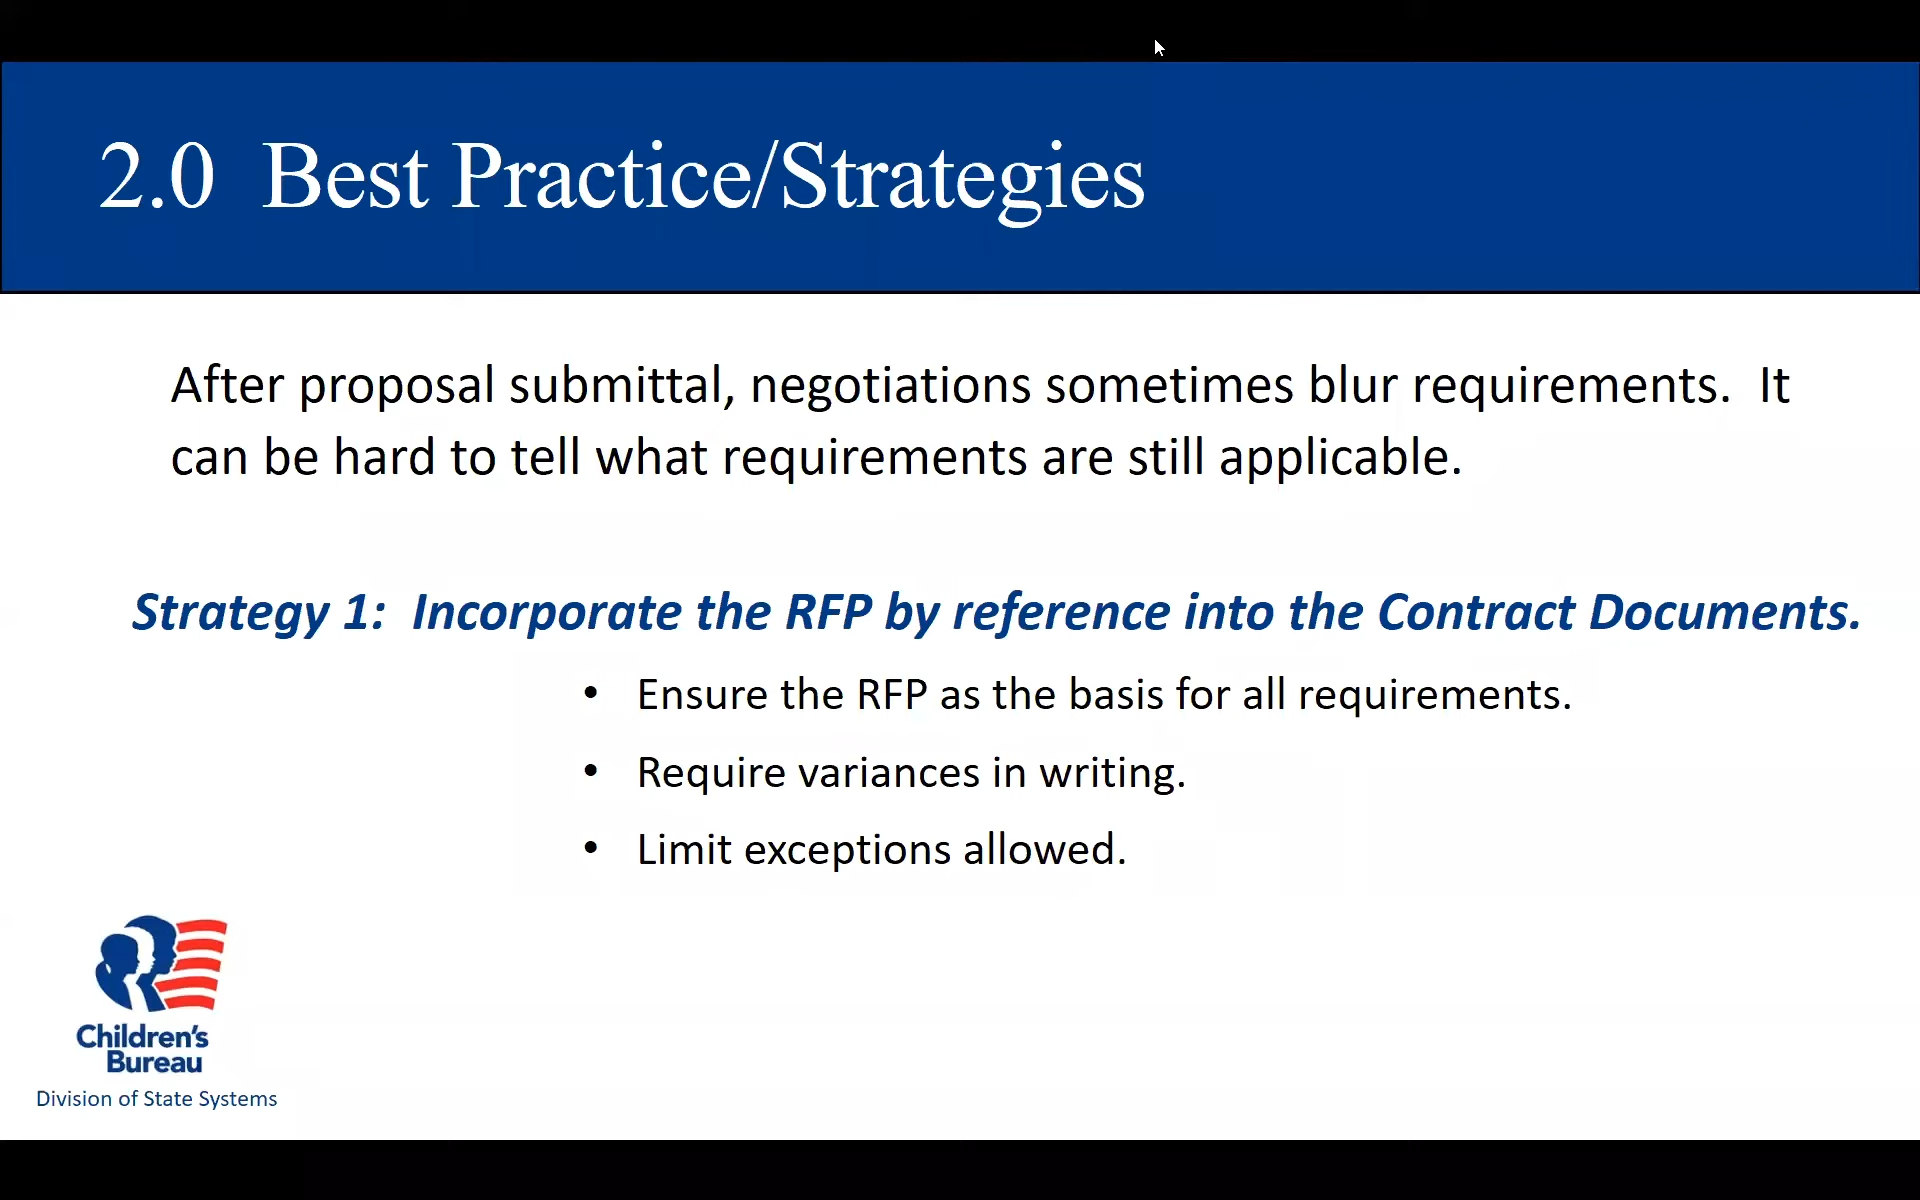 2.0  Best Practice/Strategies
After proposal submittal, negotiations sometimes blur requirements.  It
can be hard to tell what requirements are still applicable.
Strategy 1:  Incorporate the RFP by reference into the Contract Documents.
• Ensure the RFP as the basis for all requirements.
• Require variances in writing.
• Limit exceptions allowed.
Children's
Bureau
Division of State Systems